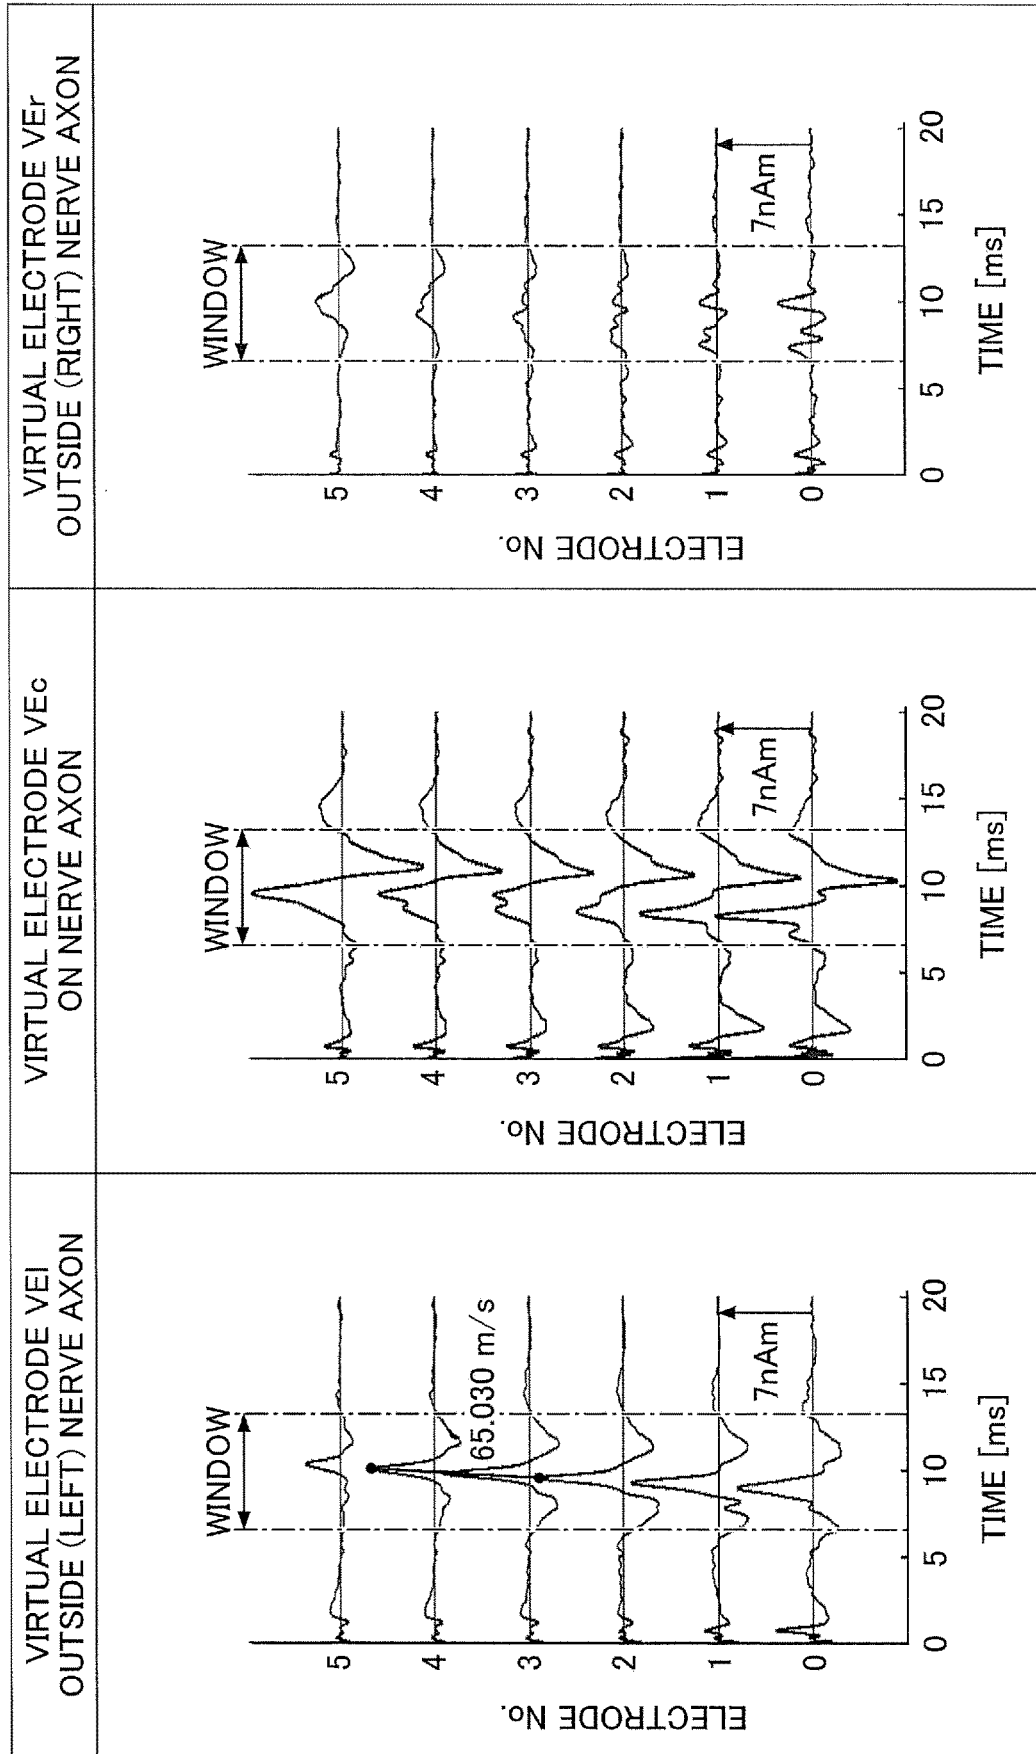 VIRTUAL ELECTRODE VEl
OUTSIDE (LEFT) NERVE AXON
WINDOW
5
4
3
2
1
0
ELECTRODE No.
65.030 m/s
7nAm
0
5
10
15
20
TIME [ms]
VIRTUAL ELECTRODE VEc
ON NERVE AXON
WINDOW
5
4
3
2
1
0
ELECTRODE No.
7nAm
0
5
10
15
20
TIME [ms]
VIRTUAL ELECTRODE VEr
OUTSIDE (RIGHT) NERVE AXON
WINDOW
5
4
3
2
1
0
ELECTRODE No.
7nAm
0
5
10
15
20
TIME [ms]